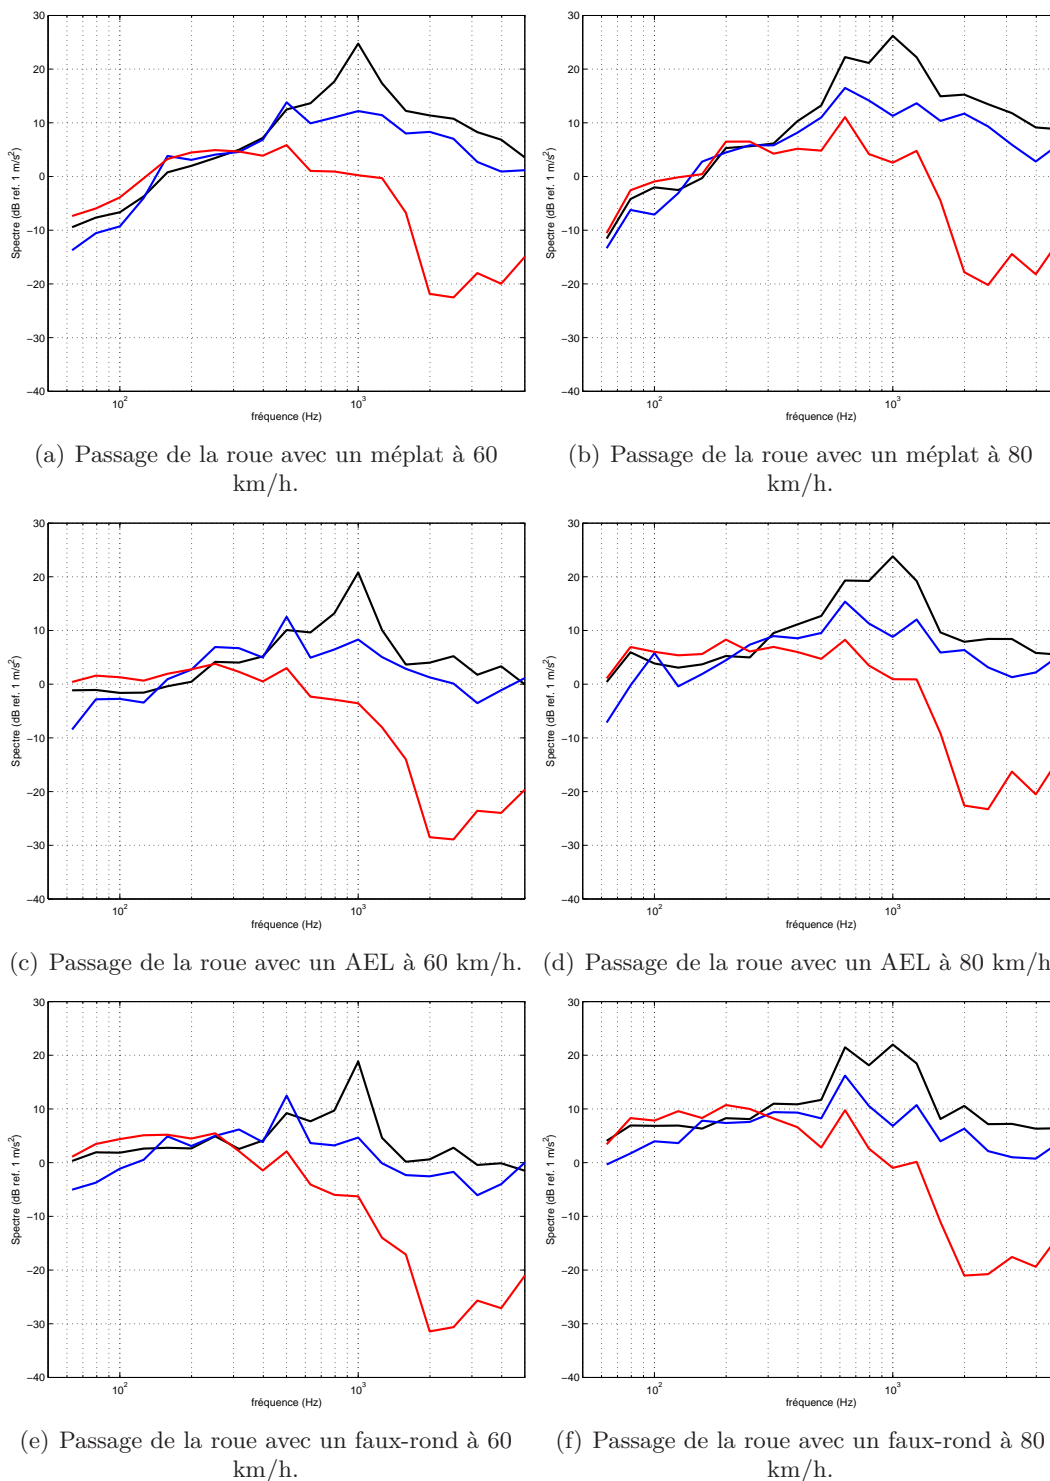 30
20
10
0
−10
−20
−30
−40
10²
10³
Spectre (dB ref. 1 m/s²)
fréquence (Hz)
30
20
10
0
−10
−20
−30
−40
10²
10³
Spectre (dB ref. 1 m/s²)
fréquence (Hz)
(a) Passage de la roue avec un méplat à 60
km/h.
(b) Passage de la roue avec un méplat à 80
km/h.
30
20
10
0
−10
−20
−30
−40
10²
10³
Spectre (dB ref. 1 m/s²)
fréquence (Hz)
30
20
10
0
−10
−20
−30
−40
10²
10³
Spectre (dB ref. 1 m/s²)
fréquence (Hz)
(c) Passage de la roue avec un AEL à 60 km/h.
(d) Passage de la roue avec un AEL à 80 km/h
30
20
10
0
−10
−20
−30
−40
10²
10³
Spectre (dB ref. 1 m/s²)
fréquence (Hz)
30
20
10
0
−10
−20
−30
−40
10²
10³
Spectre (dB ref. 1 m/s²)
fréquence (Hz)
(e) Passage de la roue avec un faux-rond à 60
km/h.
(f) Passage de la roue avec un faux-rond à 80
km/h.